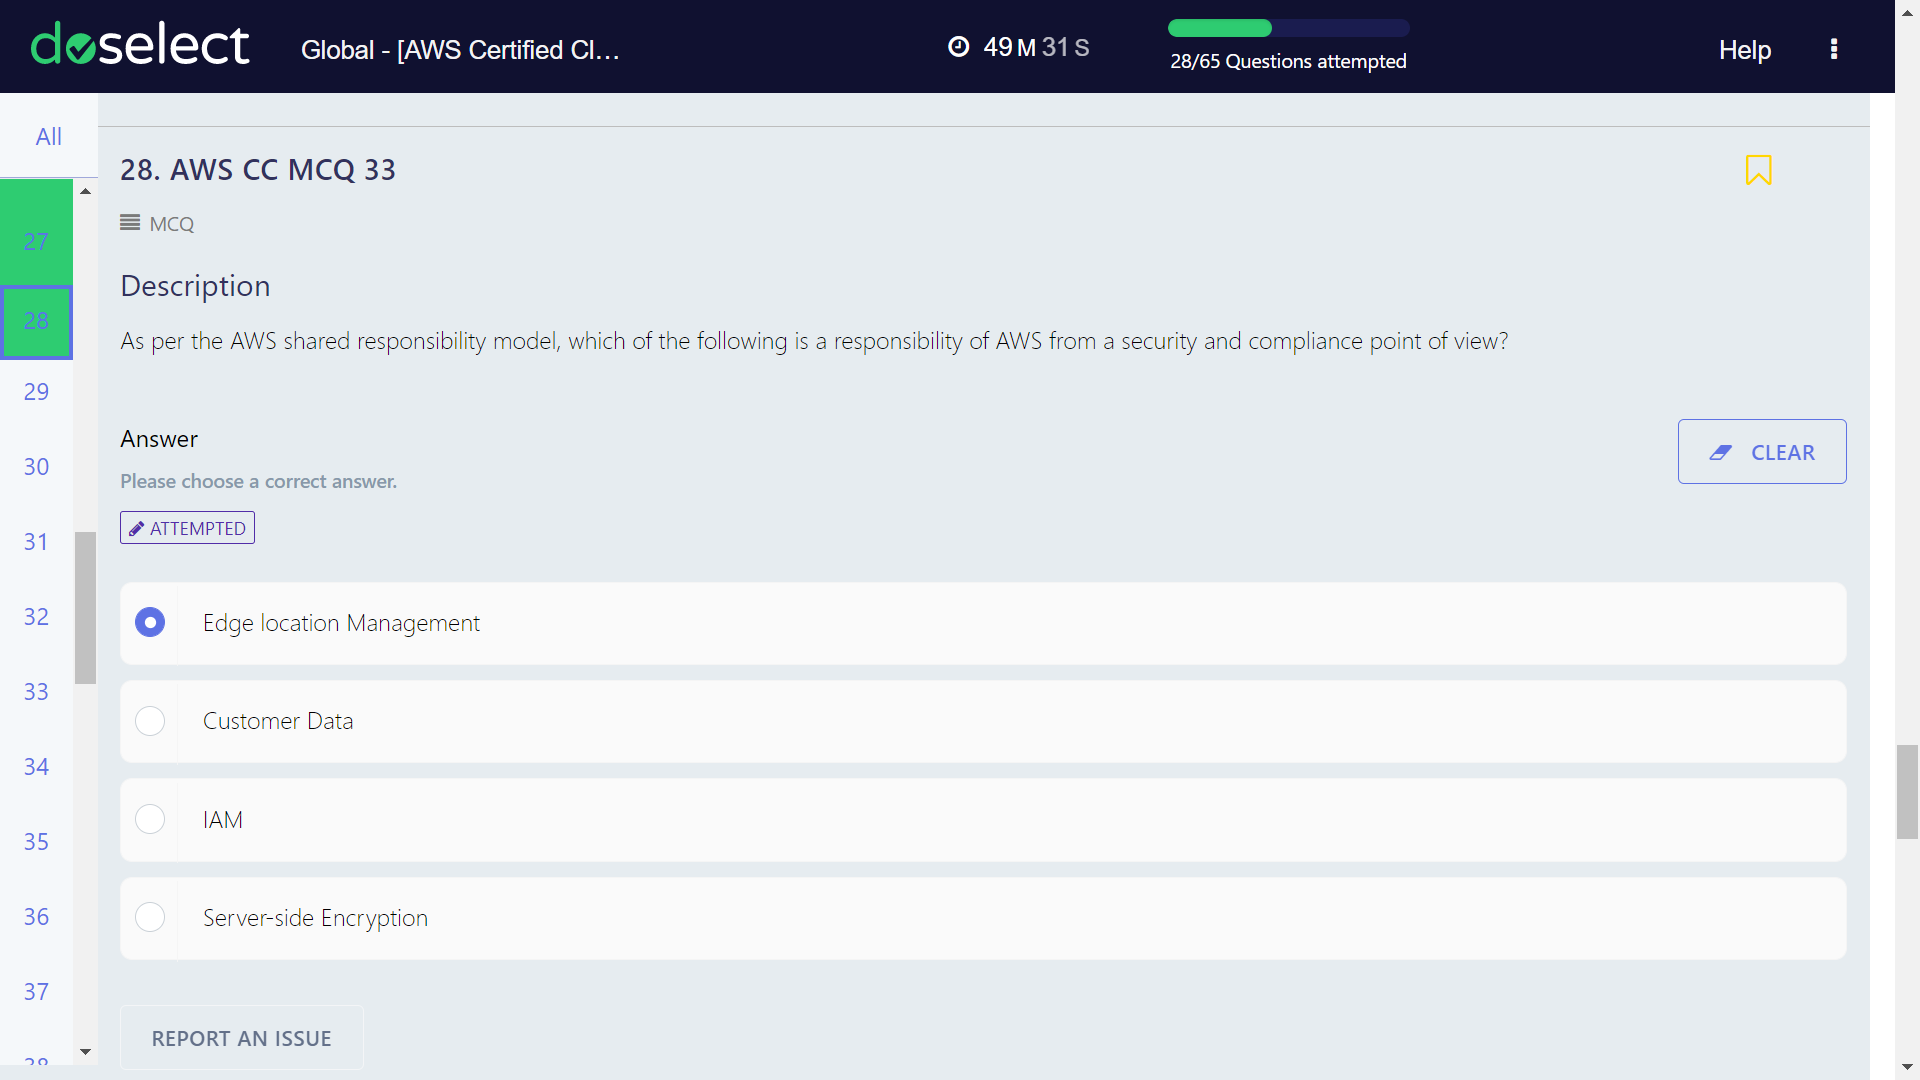 doselect
Global - [AWS Certified Cl...
49 M 31 S
28/65 Questions attempted
Help
All
27
28
29
30
31
32
33
34
35
36
37
38
28. AWS CC MCQ 33
MCQ
Description
As per the AWS shared responsibility model, which of the following is a responsibility of AWS from a security and compliance point of view?
Answer
Please choose a correct answer.
CLEAR
ATTEMPTED
Edge location Management
Customer Data
IAM
Server-side Encryption
REPORT AN ISSUE